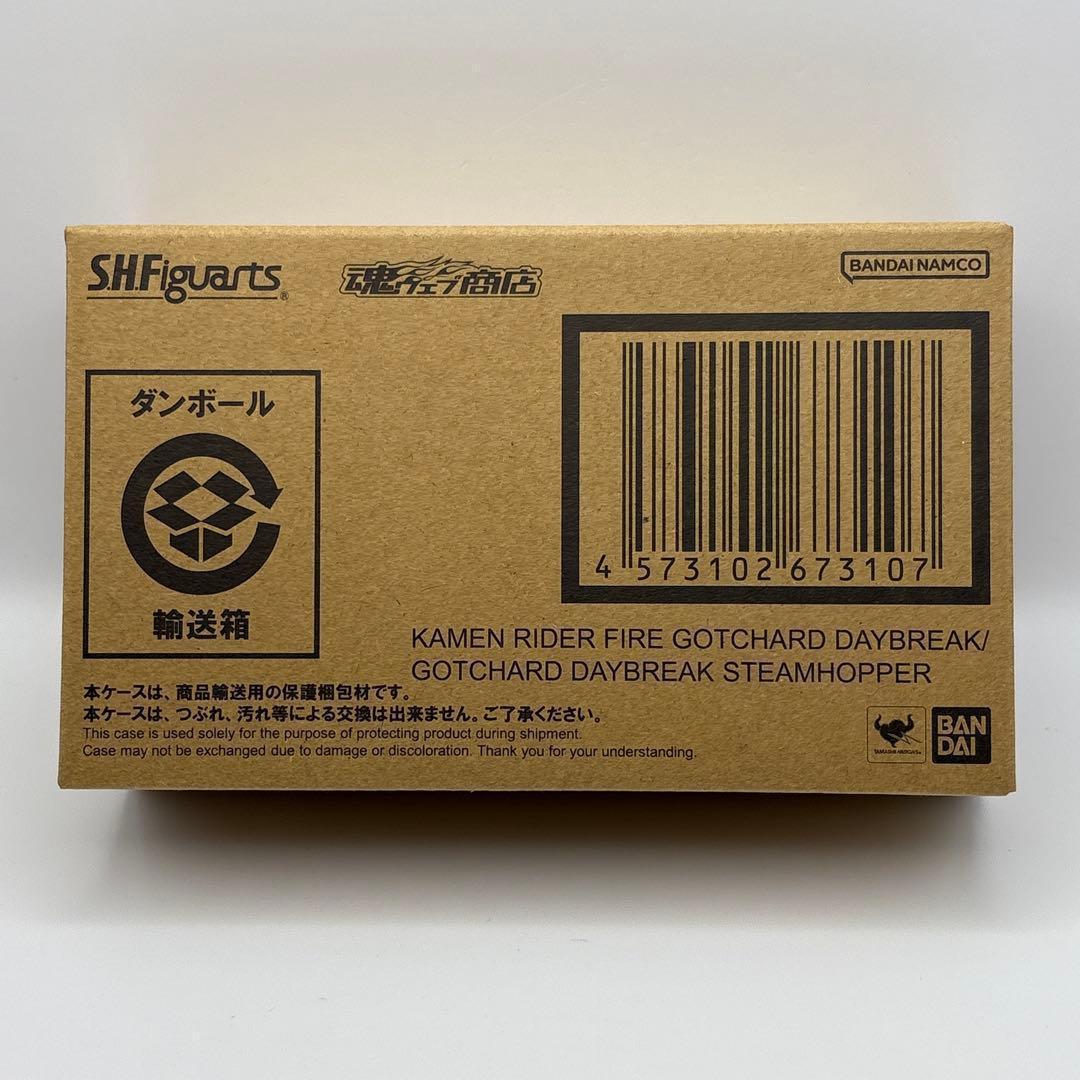 S.H.Figuarts®
魂ウェブ商店
BANDAI NAMCO
ダンボール
輸送箱
4 573102 673107
KAMEN RIDER FIRE GOTCHARD DAYBREAK/
GOTCHARD DAYBREAK STEAMHOPPER
本ケースは、商品輸送用の保護梱包材です。
本ケースは、つぶれ、汚れ等による交換は出来ません。ご了承ください。
This case is used solely for the purpose of protecting product during shipment.
Case may not be exchanged due to damage or discoloration. Thank you for your understanding.
TAMASHII NATIONS
BAN
DAI